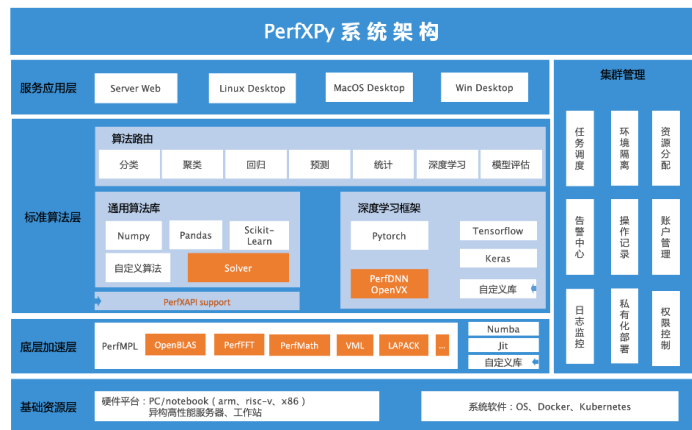 PerfXPy 系统架构
服务应用层
Server Web
Linux Desktop
MacOS Desktop
Win Desktop
标准算法层
算法路由
分类
聚类
回归
预测
统计
深度学习
模型评估
通用算法库
Numpy
Pandas
Scikit-
Learn
自定义算法
Solver
PerfXAPI support
深度学习框架
Pytorch
Tensorflow
Keras
PerfDNN
OpenVX
自定义库
底层加速层
PerfMPL
OpenBLAS
PerfFFT
PerfMath
VML
LAPACK
...
Numba
Jit
自定义库
基础资源层
硬件平台：PC/notebook（arm、risc-v、x86）
异构高性能服务器、工作站
系统软件：OS、Docker、Kubernetes
集群管理
任务调度
环境隔离
资源分配
告警中心
操作记录
账户管理
日志监控
私有化部署
权限控制